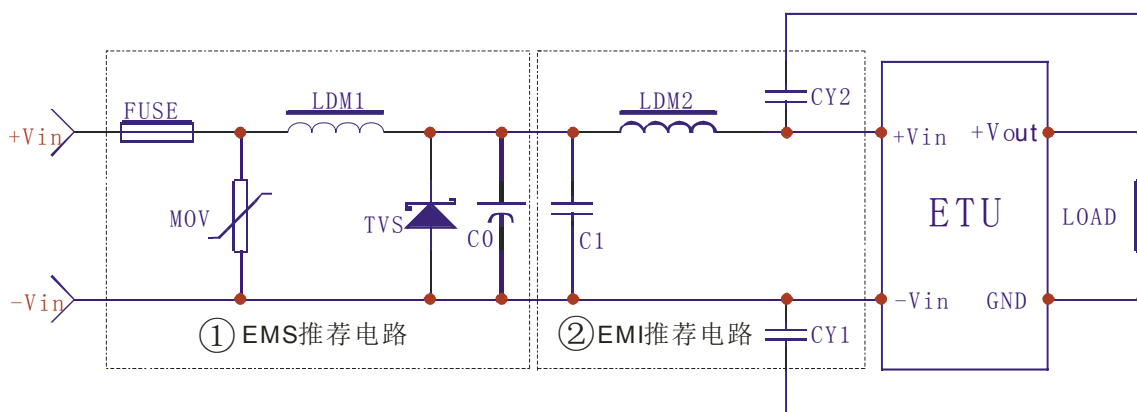 CY2
FUSE
LDM1
LDM2
+Vin
+Vin
+Vout
MOV
TVS
C0
C1
ETU
LOAD
-Vin
-Vin
GND
①EMS推荐电路
②EMI推荐电路
CY1